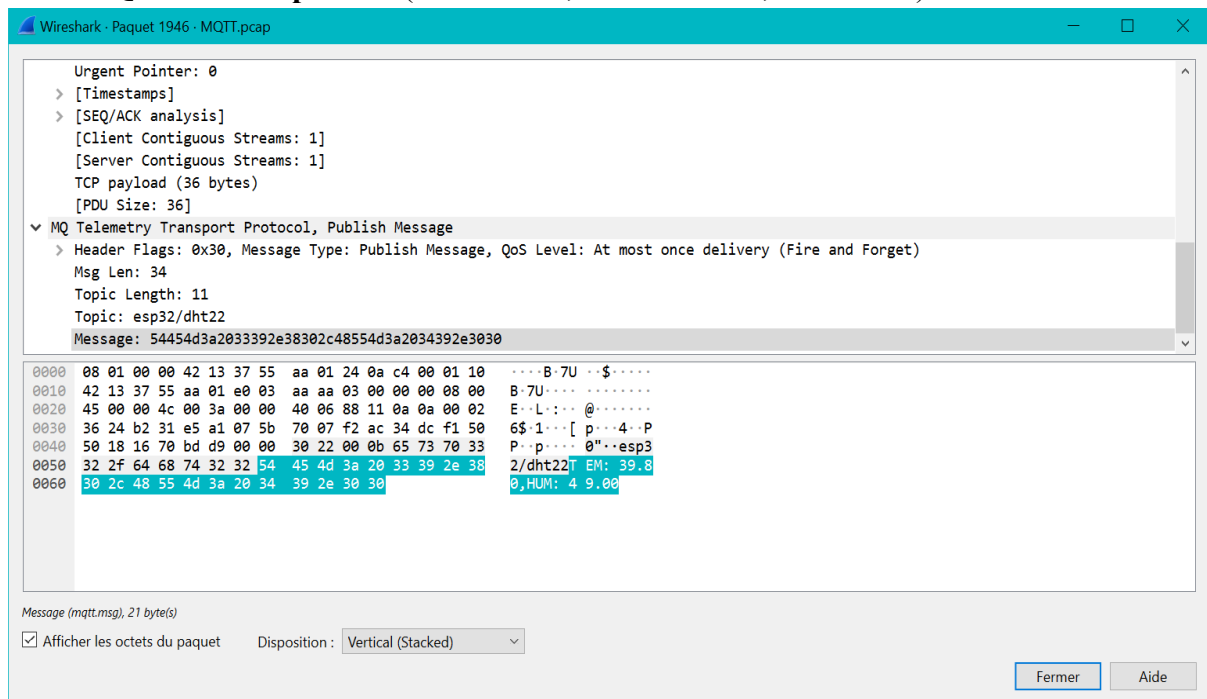 Wireshark · Paquet 1946 · MQTT.pcap
Urgent Pointer: 0
[Timestamps]
[SEQ/ACK analysis]
[Client Contiguous Streams: 1]
[Server Contiguous Streams: 1]
TCP payload (36 bytes)
[PDU Size: 36]
MQ Telemetry Transport Protocol, Publish Message
Header Flags: 0x30, Message Type: Publish Message, QoS Level: At most once delivery (Fire and Forget)
Msg Len: 34
Topic Length: 11
Topic: esp32/dht22
Message: 54454d3a2033392e38302c48554d3a2034392e3030
0000 08 01 00 00 42 13 37 55 aa 01 24 0a c4 00 01 10 ····B·7U ··$·····
0010 42 13 37 55 aa 01 e0 03 aa aa 03 00 00 00 08 00 B·7U···· ········
0020 45 00 00 4c 00 3a 00 00 40 06 88 11 0a 0a 00 02 E··L·:·· @·······
0030 36 24 b2 31 e5 a1 07 5b 70 07 f2 ac 34 dc f1 50 6$·1···[ p···4··P
0040 50 18 16 70 bd d9 00 00 30 22 00 0b 65 73 70 33 P··p···· 0"··esp3
0050 32 2f 64 68 74 32 32 54 45 4d 3a 20 33 39 2e 38 2/dht22T EM: 39.8
0060 30 2c 48 55 4d 3a 20 34 39 2e 30 30 0,HUM: 4 9.00
Message (mqtt.msg), 21 byte(s)
Afficher les octets du paquet Disposition : Vertical (Stacked)
Fermer Aide